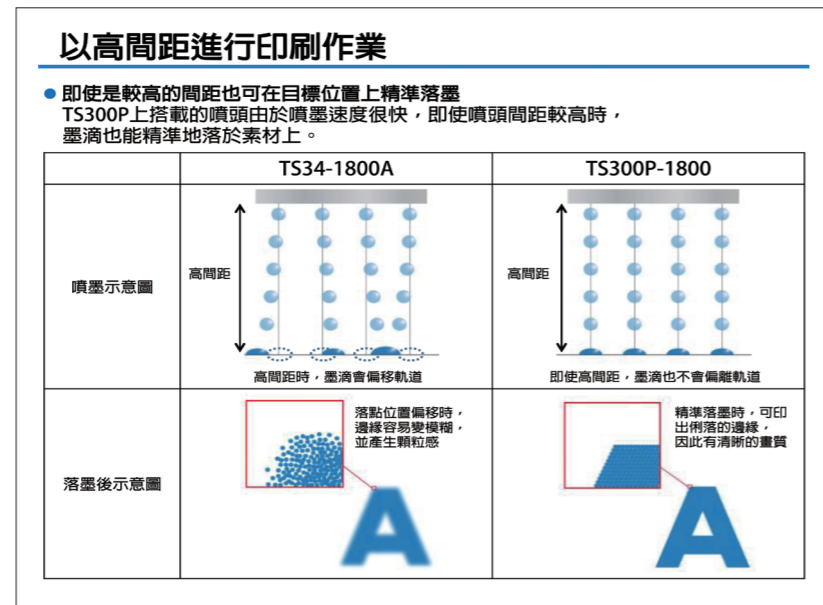 以高間距進行印刷作業
● 即使是較高的間距也可在目標位置上精準落墨
TS300P上搭載的噴頭由於噴墨速度很快，即使噴頭間距較高時，
墨滴也能精準地落於素材上。
TS34-1800A
TS300P-1800
噴墨示意圖
高間距
高間距時，墨滴會偏移軌道
高間距
即使高間距，墨滴也不會偏離軌道
落墨後示意圖
落點位置偏移時，
邊緣容易變模糊，
並產生顆粒感
A
精準落墨時，可印
出俐落的邊緣，
因此有清晰的畫質
A